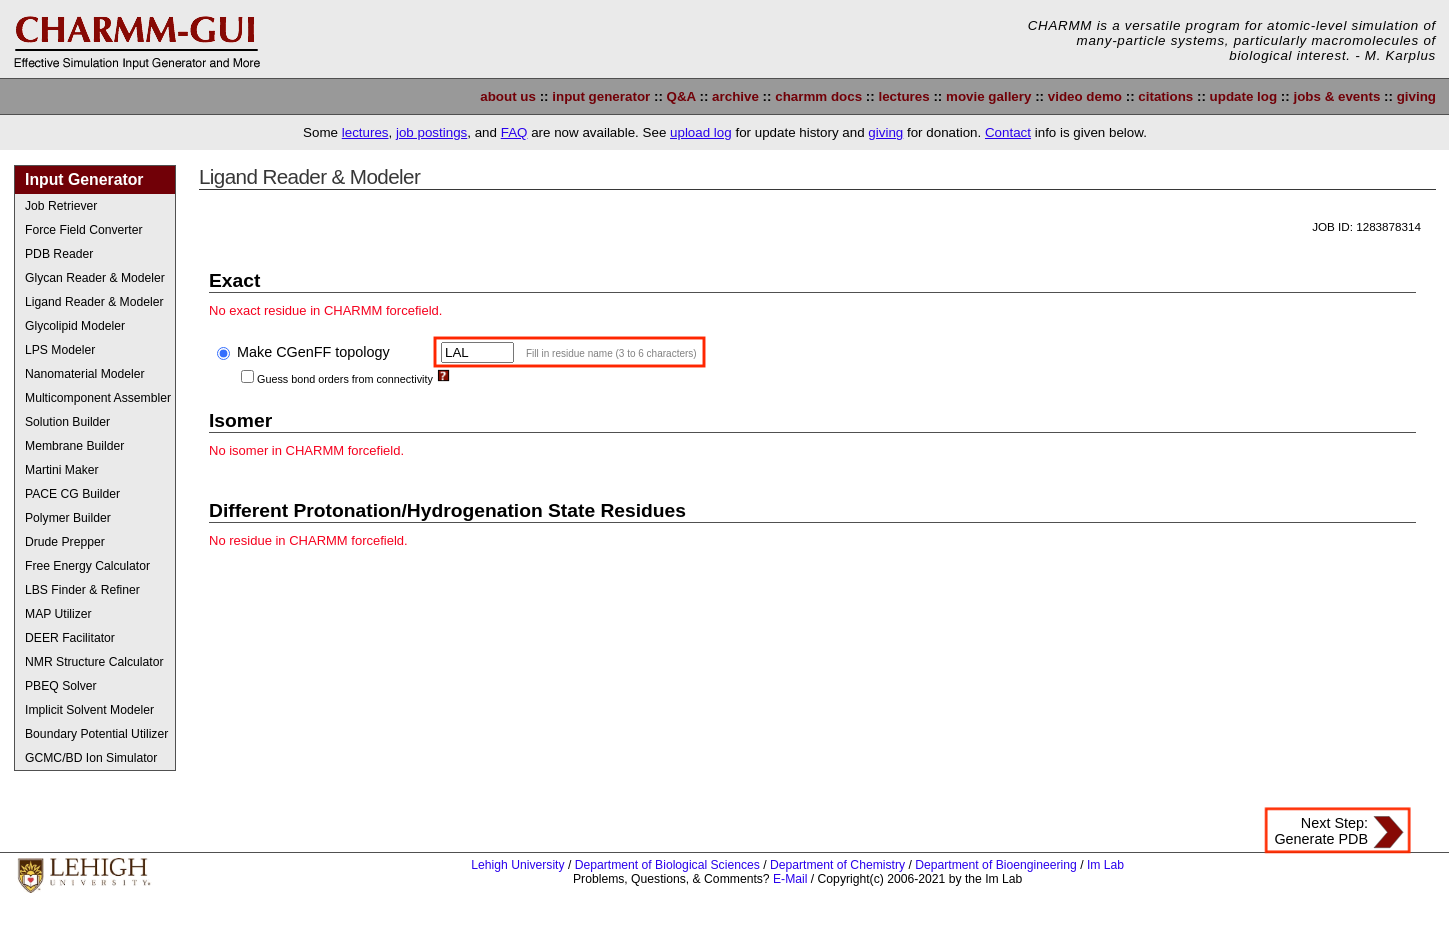 CHARMM-GUI
Effective Simulation Input Generator and More
CHARMM is a versatile program for atomic-level simulation of
many-particle systems, particularly macromolecules of
biological interest. - M. Karplus
about us :: input generator :: Q&A :: archive :: charmm docs :: lectures :: movie gallery :: video demo :: citations :: update log :: jobs & events :: giving
Some lectures, job postings, and FAQ are now available. See upload log for update history and giving for donation. Contact info is given below.
Input Generator
Job Retriever
Force Field Converter
PDB Reader
Glycan Reader & Modeler
Ligand Reader & Modeler
Glycolipid Modeler
LPS Modeler
Nanomaterial Modeler
Multicomponent Assembler
Solution Builder
Membrane Builder
Martini Maker
PACE CG Builder
Polymer Builder
Drude Prepper
Free Energy Calculator
LBS Finder & Refiner
MAP Utilizer
DEER Facilitator
NMR Structure Calculator
PBEQ Solver
Implicit Solvent Modeler
Boundary Potential Utilizer
GCMC/BD Ion Simulator
Ligand Reader & Modeler
JOB ID: 1283878314
Exact
No exact residue in CHARMM forcefield.
Make CGenFF topology LAL Fill in residue name (3 to 6 characters)
Guess bond orders from connectivity ?
Isomer
No isomer in CHARMM forcefield.
Different Protonation/Hydrogenation State Residues
No residue in CHARMM forcefield.
Next Step:
Generate PDB
LEHIGH
UNIVERSITY
Lehigh University / Department of Biological Sciences / Department of Chemistry / Department of Bioengineering / Im Lab
Problems, Questions, & Comments? E-Mail / Copyright(c) 2006-2021 by the Im Lab